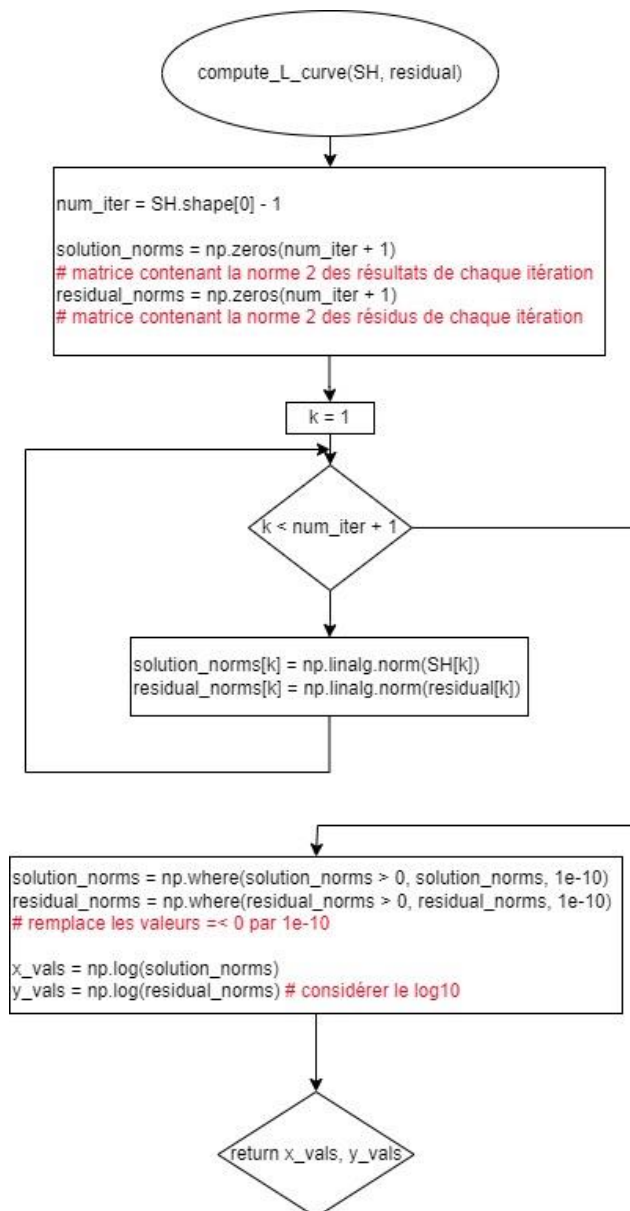 compute_L_curve(SH, residual)
num_iter = SH.shape[0] - 1
solution_norms = np.zeros(num_iter + 1)
# matrice contenant la norme 2 des résultats de chaque itération
residual_norms = np.zeros(num_iter + 1)
# matrice contenant la norme 2 des résidus de chaque itération
k = 1
k < num_iter + 1
solution_norms[k] = np.linalg.norm(SH[k])
residual_norms[k] = np.linalg.norm(residual[k])
solution_norms = np.where(solution_norms > 0, solution_norms, 1e-10)
residual_norms = np.where(residual_norms > 0, residual_norms, 1e-10)
# remplace les valeurs =< 0 par 1e-10
x_vals = np.log(solution_norms)
y_vals = np.log(residual_norms) # considérer le log10
return x_vals, y_vals